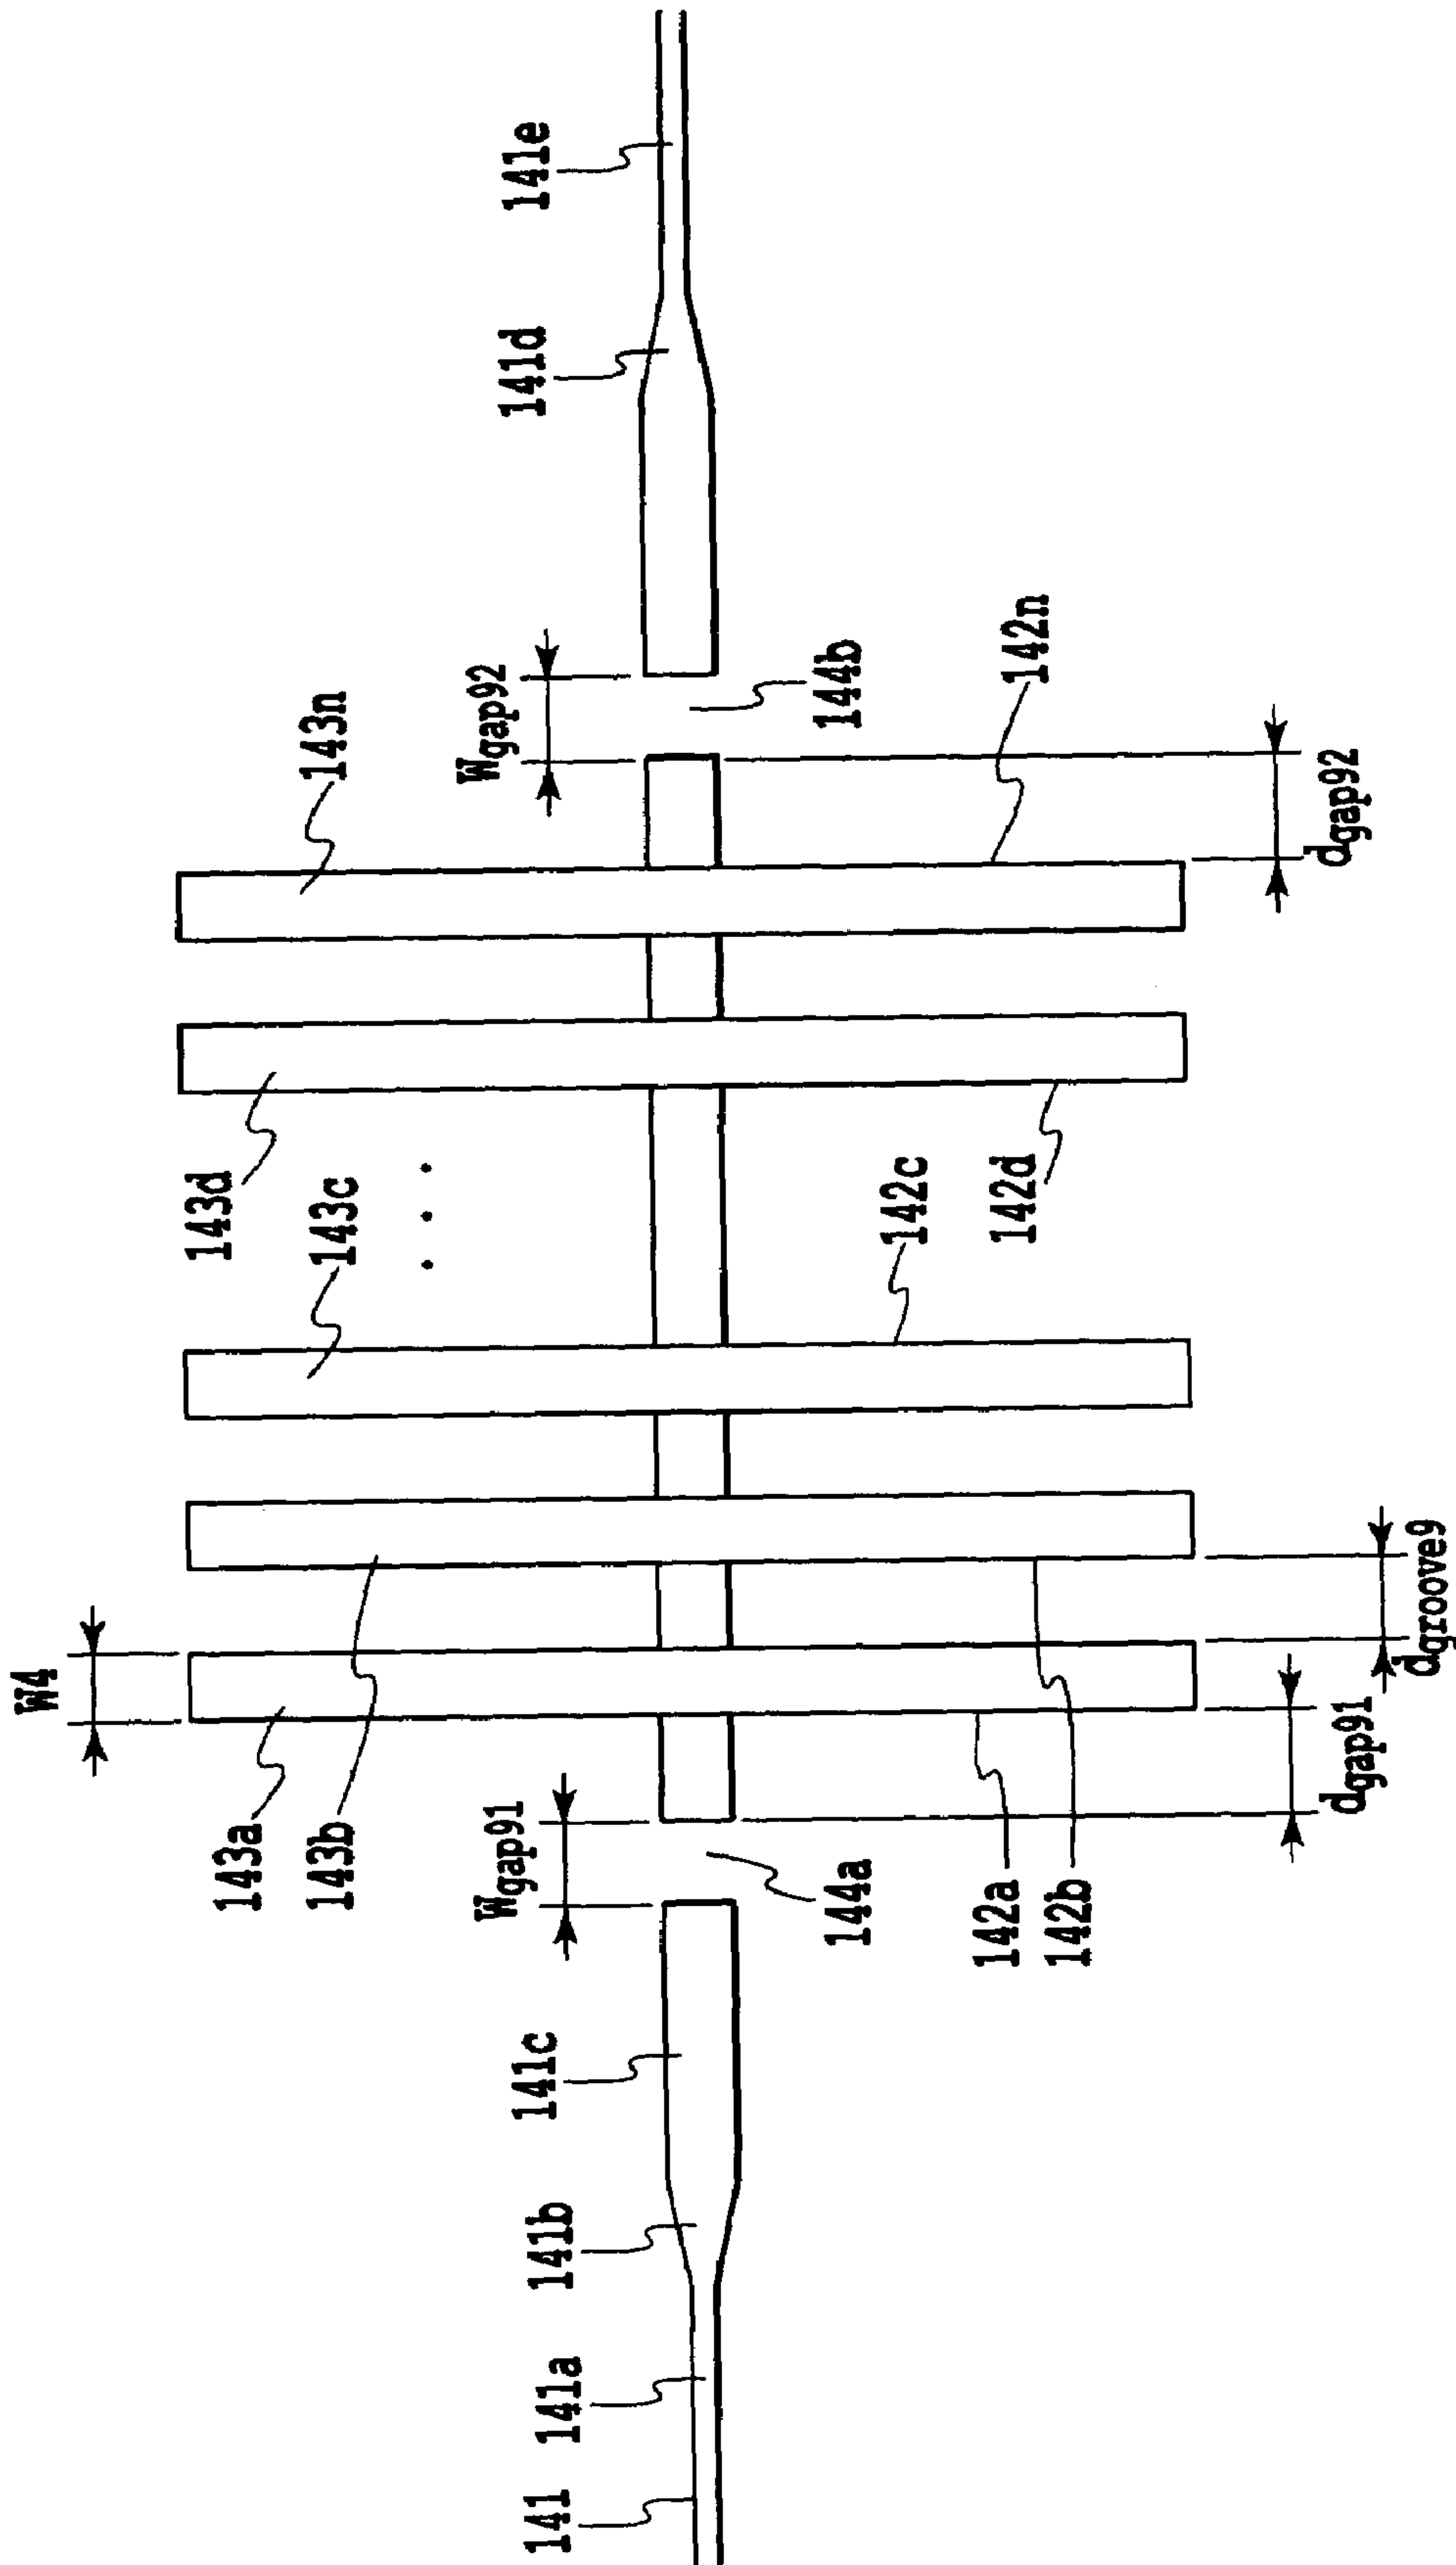 W4
143a
143b
143c
143d
143n
. . .
Wgap91
Wgap92
141
141a
141b
141c
141d
141e
144a
144b
142a
142b
142c
142d
142n
dgap91
dgroove9
dgap92